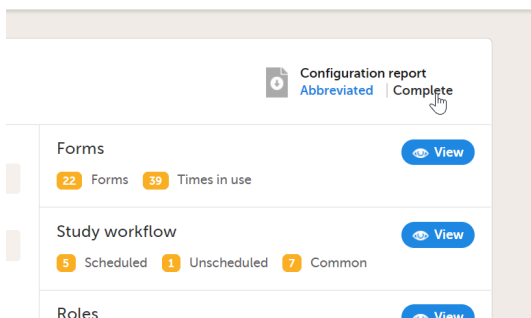 Configuration report
Abbreviated | Complete
Forms
View
22 Forms 39 Times in use
Study workflow
View
5 Scheduled 1 Unscheduled 7 Common
Roles
View